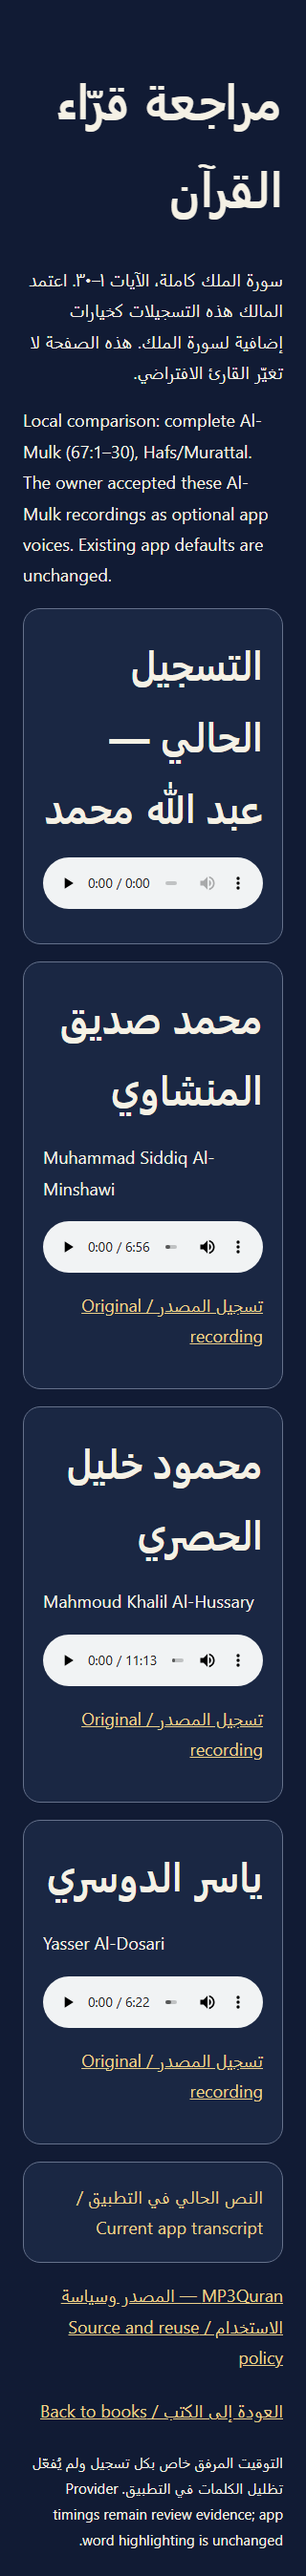 مراجعة قرّاء
القرآن
سورة الملك كاملة، الآيات ١–٣٠. اعتمد
المالك هذه التسجيلات كخيارات
إضافية لسورة الملك. هذه الصفحة لا
تغيّر القارئ الافتراضي.
Local comparison: complete Al-
Mulk (67:1–30), Hafs/Murattal.
The owner accepted these Al-
Mulk recordings as optional app
voices. Existing app defaults are
unchanged.
التسجيل
الحالي —
عبد الله محمد
0:00 / 0:00
محمد صديق
المنشاوي
Muhammad Siddiq Al-
Minshawi
0:00 / 6:56
تسجيل المصدر / Original
recording
محمود خليل
الحصري
Mahmoud Khalil Al-Hussary
0:00 / 11:13
تسجيل المصدر / Original
recording
ياسر الدوسري
Yasser Al-Dosari
0:00 / 6:22
تسجيل المصدر / Original
recording
النص الحالي في التطبيق /
Current app transcript
MP3Quran — المصدر وسياسة
الاستخدام / Source and reuse
policy
العودة إلى الكتب / Back to books
التوقيت المرفق خاص بكل تسجيل ولم يُفعّل
تظليل الكلمات في التطبيق. Provider
timings remain review evidence; app
word highlighting is unchanged.